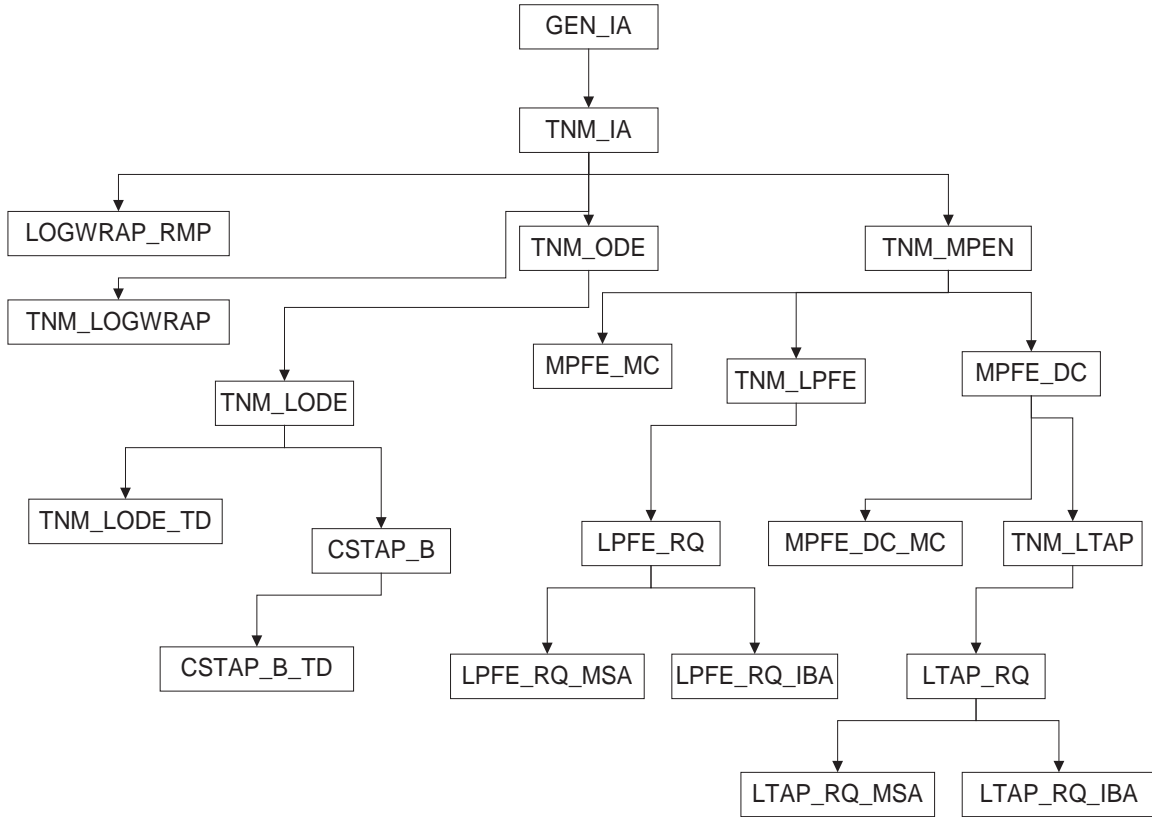 GEN_IA
TNM_IA
LOGWRAP_RMP
TNM_ODE
TNM_MPEN
TNM_LOGWRAP
MPFE_MC
TNM_LPFE
MPFE_DC
TNM_LODE
TNM_LODE_TD
CSTAP_B
LPFE_RQ
MPFE_DC_MC
TNM_LTAP
CSTAP_B_TD
LPFE_RQ_MSA
LPFE_RQ_IBA
LTAP_RQ
LTAP_RQ_MSA
LTAP_RQ_IBA